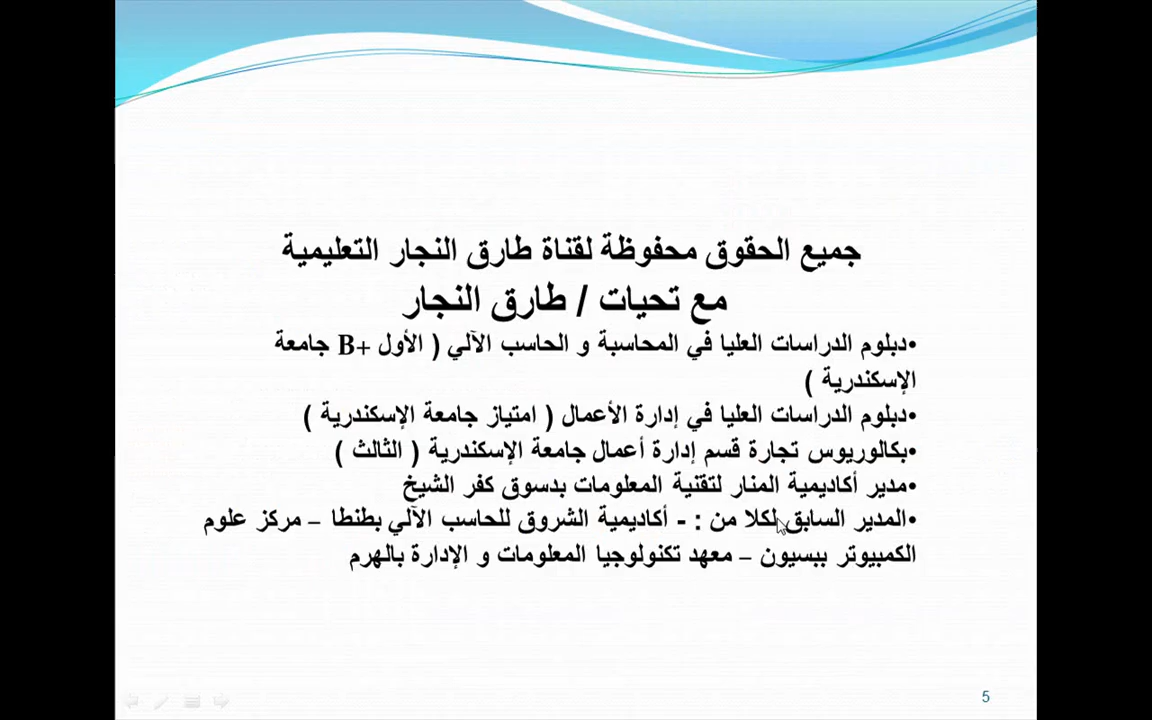 جميع الحقوق محفوظة لقناة طارق النجار التعليمية
مع تحيات / طارق النجار
•دبلوم الدراسات العليا في المحاسبة و الحاسب الآلي ( الأول +B جامعة
الإسكندرية )
•دبلوم الدراسات العليا في إدارة الأعمال ( امتياز جامعة الإسكندرية )
•بكالوريوس تجارة قسم إدارة أعمال جامعة الإسكندرية ( الثالث )
•مدير أكاديمية المنار لتقنية المعلومات بدسوق كفر الشيخ
•المدير السابق لكلا من : - أكاديمية الشروق للحاسب الآلي بطنطا – مركز علوم
الكمبيوتر ببسيون – معهد تكنولوجيا المعلومات و الإدارة بالهرم
5